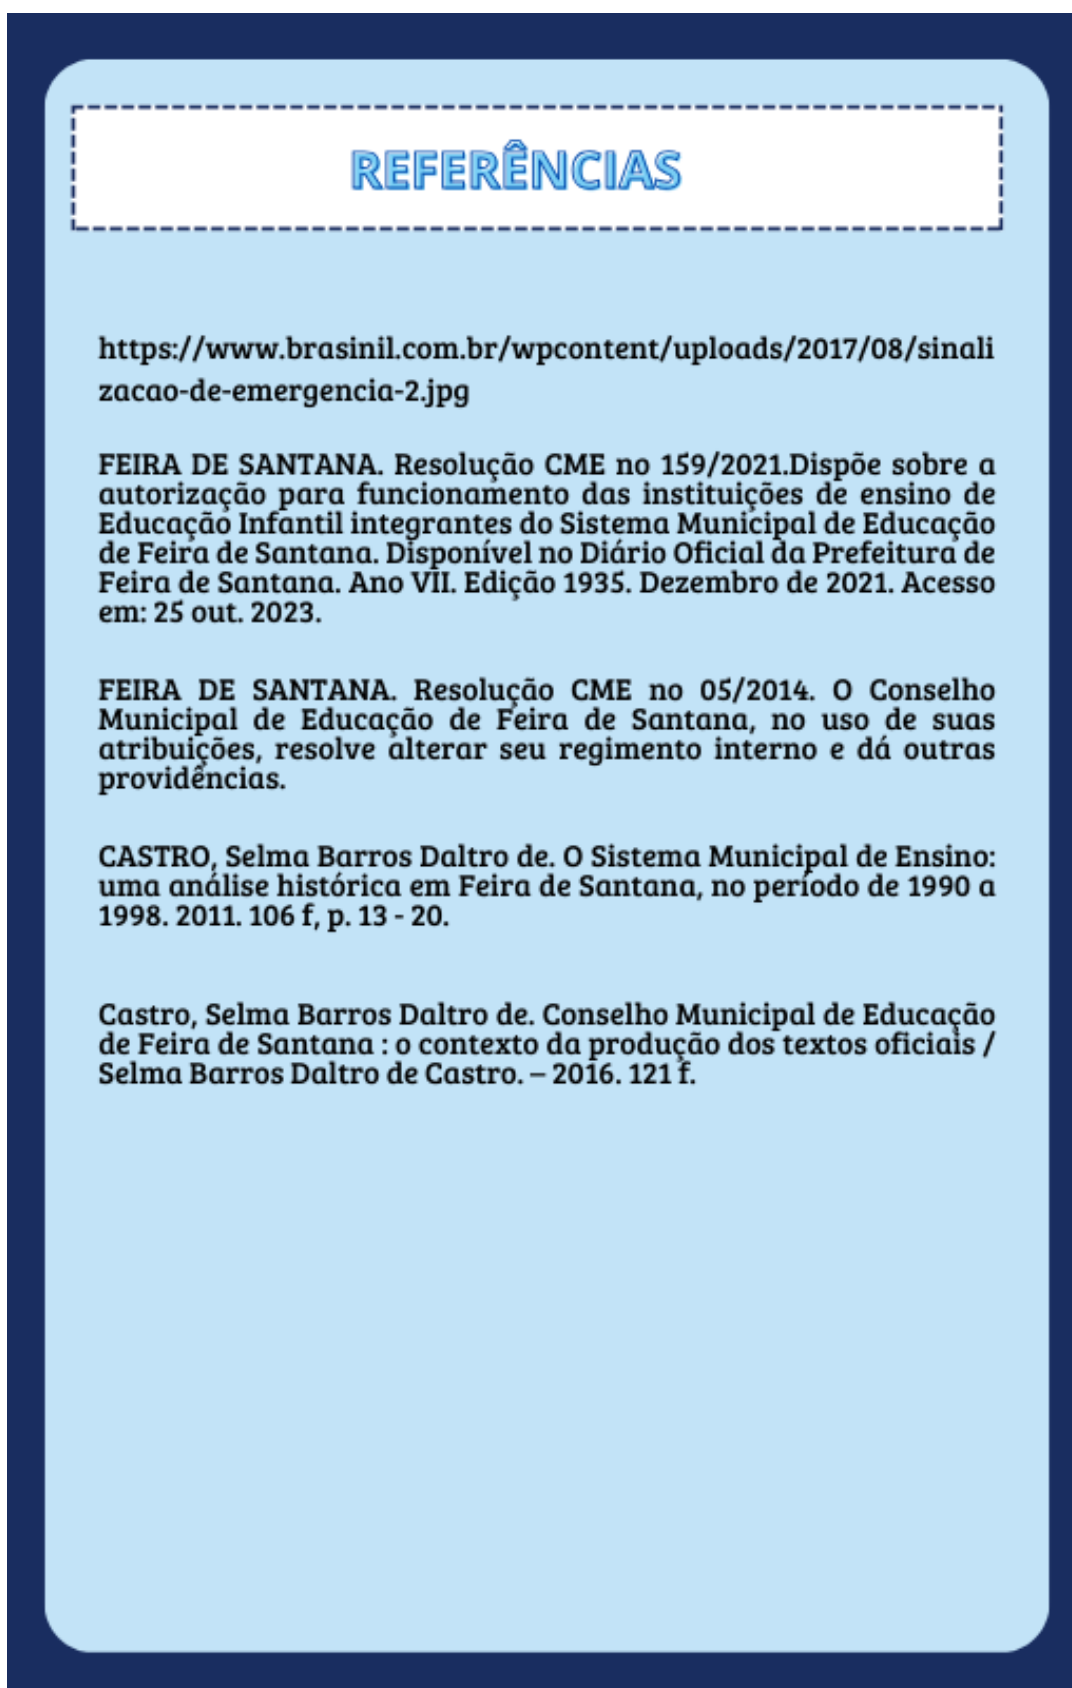 REFERÊNCIAS
https://www.brasinil.com.br/wpcontent/uploads/2017/08/sinali
zacao-de-emergencia-2.jpg
FEIRA DE SANTANA. Resolução CME no 159/2021.Dispõe sobre a
autorização para funcionamento das instituições de ensino de
Educação Infantil integrantes do Sistema Municipal de Educação
de Feira de Santana. Disponível no Diário Oficial da Prefeitura de
Feira de Santana. Ano VII. Edição 1935. Dezembro de 2021. Acesso
em: 25 out. 2023.
FEIRA DE SANTANA. Resolução CME no 05/2014. O Conselho
Municipal de Educação de Feira de Santana, no uso de suas
atribuições, resolve alterar seu regimento interno e dá outras
providências.
CASTRO, Selma Barros Daltro de. O Sistema Municipal de Ensino:
uma análise histórica em Feira de Santana, no período de 1990 a
1998. 2011. 106 f, p. 13 - 20.
Castro, Selma Barros Daltro de. Conselho Municipal de Educação
de Feira de Santana : o contexto da produção dos textos oficiais /
Selma Barros Daltro de Castro. – 2016. 121 f.